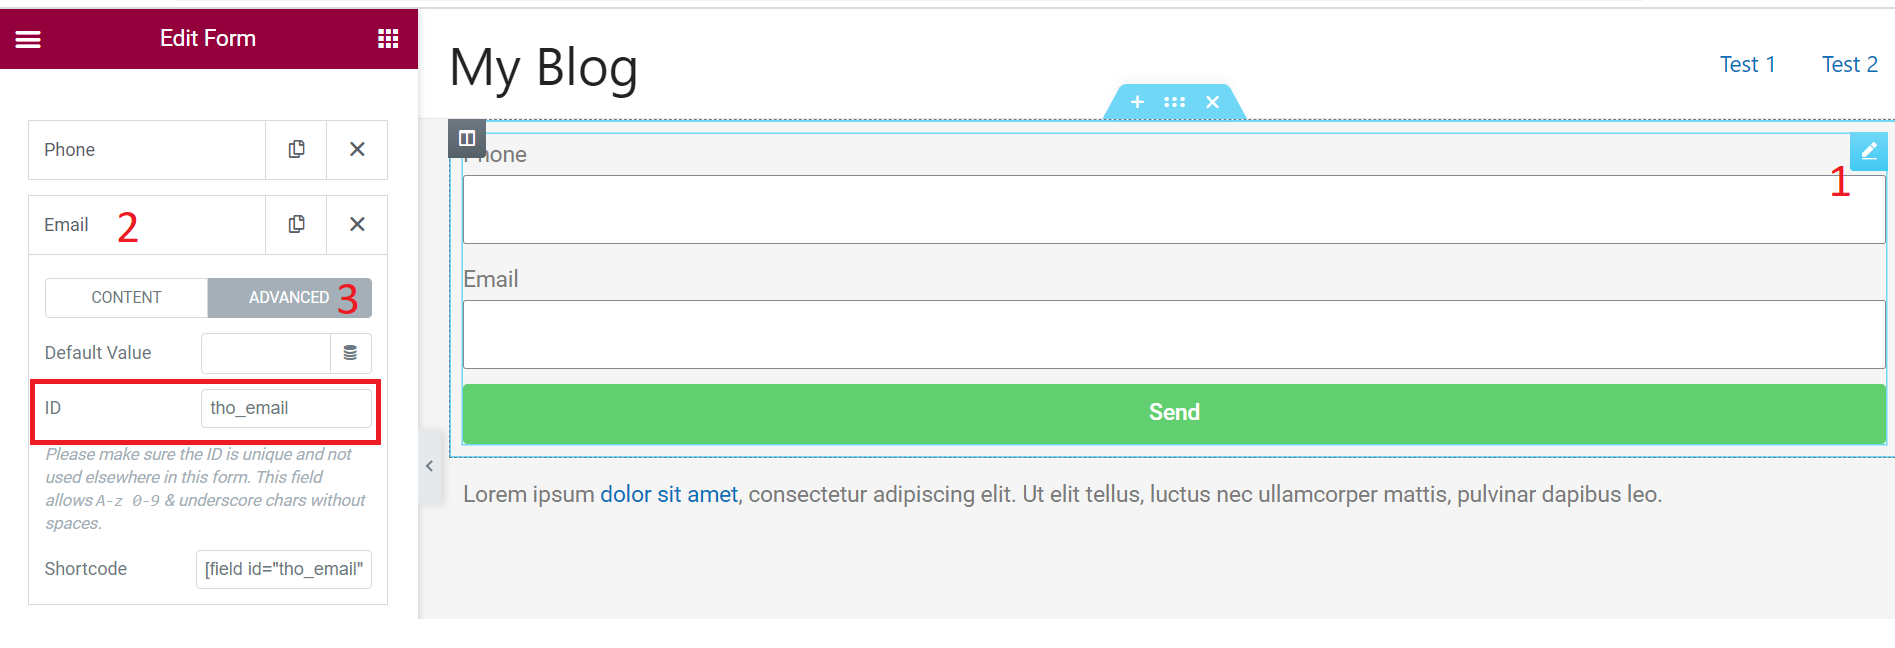 Edit Form
Phone
Email 2
CONTENT ADVANCED 3
Default Value
ID tho_email
Please make sure the ID is unique and not
used elsewhere in this form. This field
allows A-z 0-9 & underscore chars without
spaces.
Shortcode [field id="tho_email"
My Blog
Test 1 Test 2
Phone
1
Email
Send
Lorem ipsum dolor sit amet, consectetur adipiscing elit. Ut elit tellus, luctus nec ullamcorper mattis, pulvinar dapibus leo.